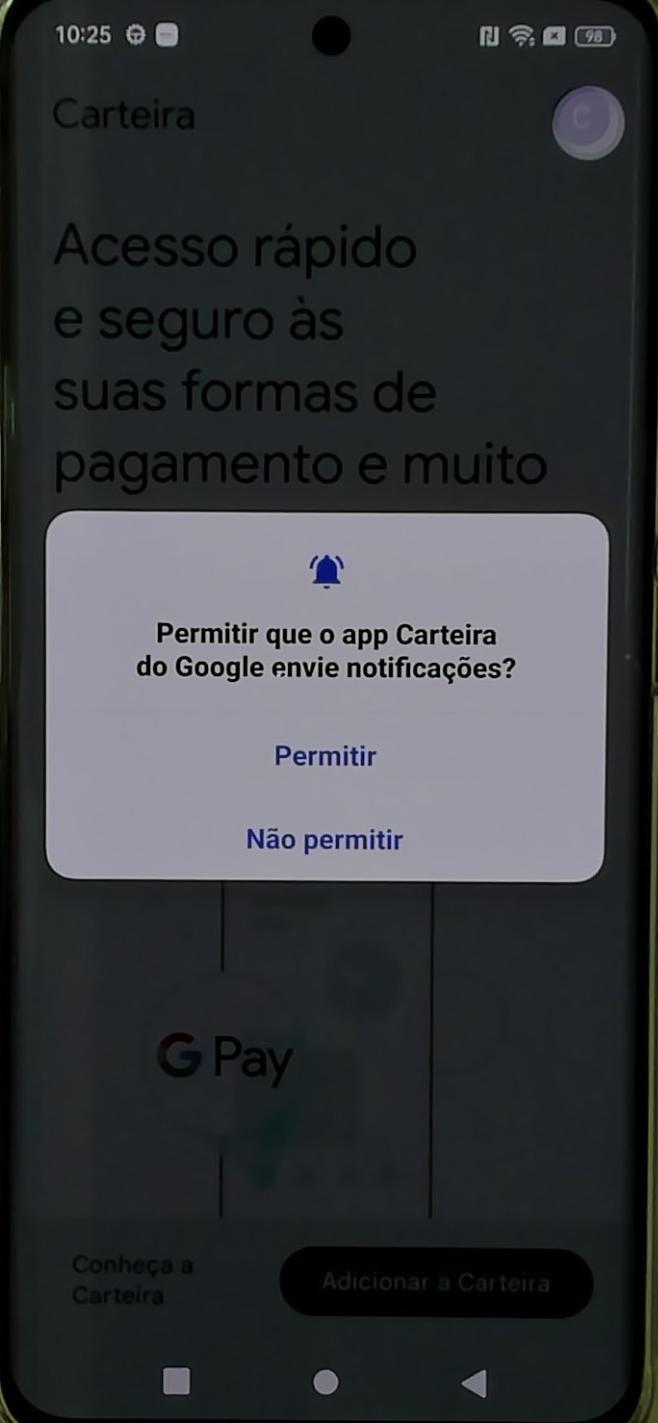 10:25
98
Carteira
C
Acesso rápido
e seguro às
suas formas de
pagamento e muito
Permitir que o app Carteira
do Google envie notificações?
Permitir
Não permitir
G Pay
Conheça a
Carteira
Adicionar à Carteira